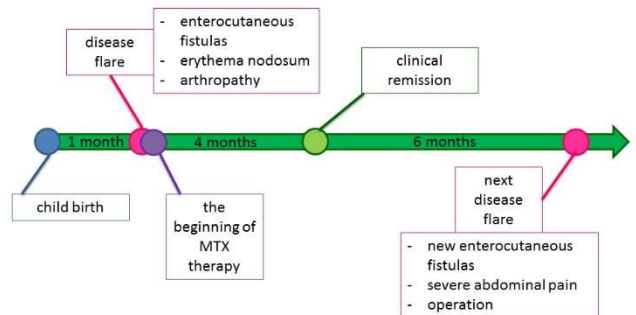 disease
flare
- enterocutaneous
fistulas
- erythema nodosum
- arthropathy
clinical
remission
1 month
4 months
6 months
child birth
the
beginning of
MTX
therapy
next
disease
flare
- new enterocutaneous
fistulas
- severe abdominal pain
- operation